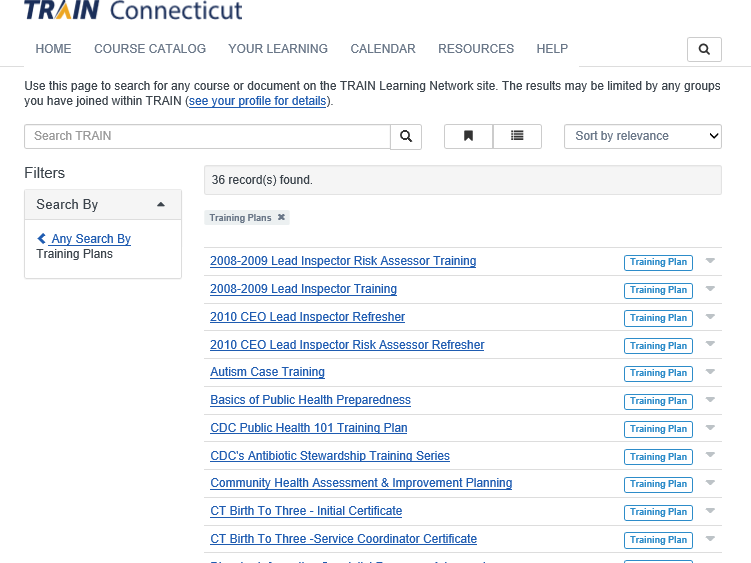 TRAIN Connecticut
HOME COURSE CATALOG YOUR LEARNING CALENDAR RESOURCES HELP
Use this page to search for any course or document on the TRAIN Learning Network site. The results may be limited by any groups
you have joined within TRAIN (see your profile for details).
Search TRAIN
Sort by relevance
Filters
Search By
Any Search By
Training Plans
36 record(s) found.
Training Plans ✖
2008-2009 Lead Inspector Risk Assessor Training Training Plan
2008-2009 Lead Inspector Training Training Plan
2010 CEO Lead Inspector Refresher Training Plan
2010 CEO Lead Inspector Risk Assessor Refresher Training Plan
Autism Case Training Training Plan
Basics of Public Health Preparedness Training Plan
CDC Public Health 101 Training Plan Training Plan
CDC's Antibiotic Stewardship Training Series Training Plan
Community Health Assessment & Improvement Planning Training Plan
CT Birth To Three - Initial Certificate Training Plan
CT Birth To Three -Service Coordinator Certificate Training Plan